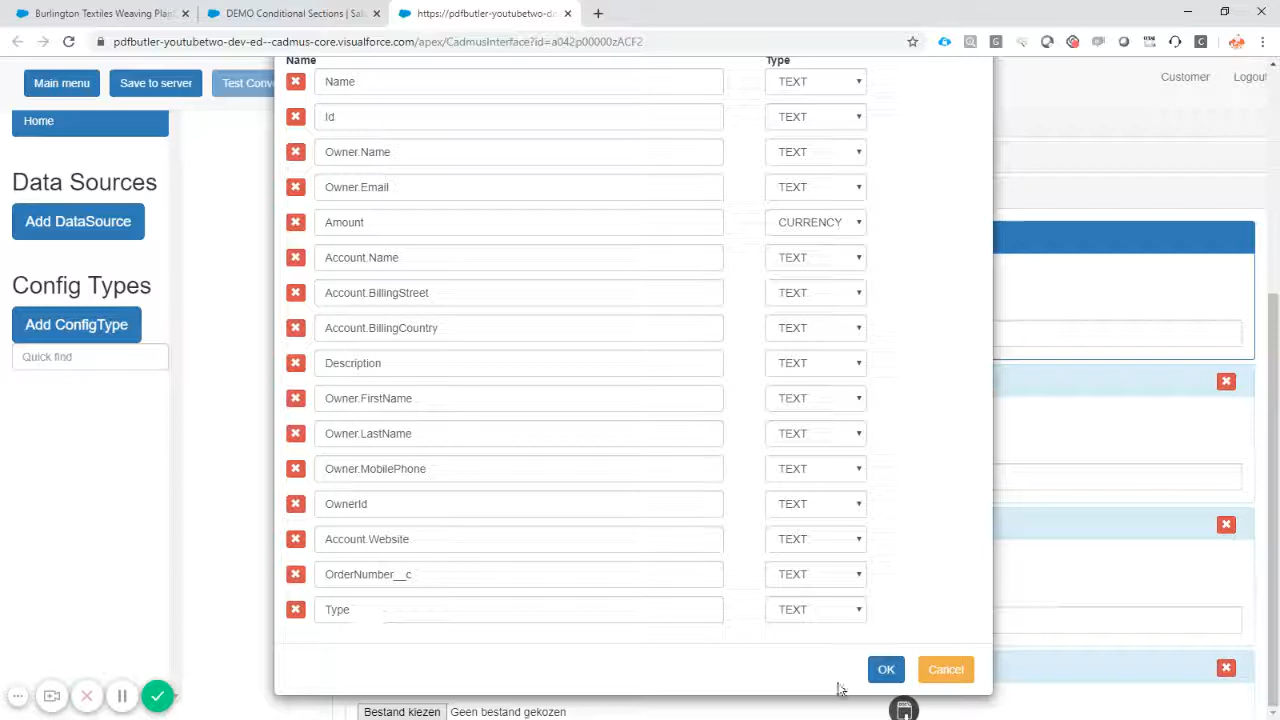 Burlington Textiles Weaving Plan
DEMO Conditional Sections | Sal
https://pdfbutler-youtubetwo-de
pdfbutler-youtubetwo-dev-ed--cadmus-core.visualforce.com/apex/CadmusInterface?id=a042p00000zACF2
Main menu
Save to server
Test Conv
Customer
Logout
Home
Data Sources
Add DataSource
Config Types
Add ConfigType
Quick find
Name Type
Name TEXT
Id TEXT
Owner.Name TEXT
Owner.Email TEXT
Amount CURRENCY
Account.Name TEXT
Account.BillingStreet TEXT
Account.BillingCountry TEXT
Description TEXT
Owner.FirstName TEXT
Owner.LastName TEXT
Owner.MobilePhone TEXT
OwnerId TEXT
Account.Website TEXT
OrderNumber__c TEXT
Type TEXT
OK Cancel
Bestand kiezen Geen bestand gekozen